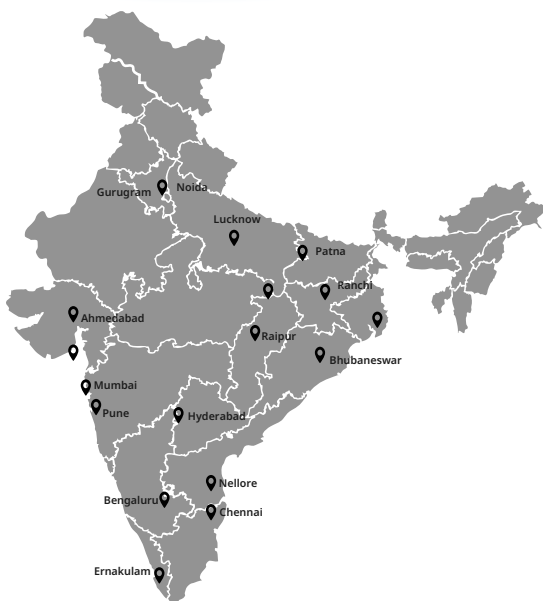 Gurugram
Noida
Lucknow
Patna
Ranchi
Ahmedabad
Raipur
Bhubaneswar
Mumbai
Pune
Hyderabad
Nellore
Bengaluru
Chennai
Ernakulam